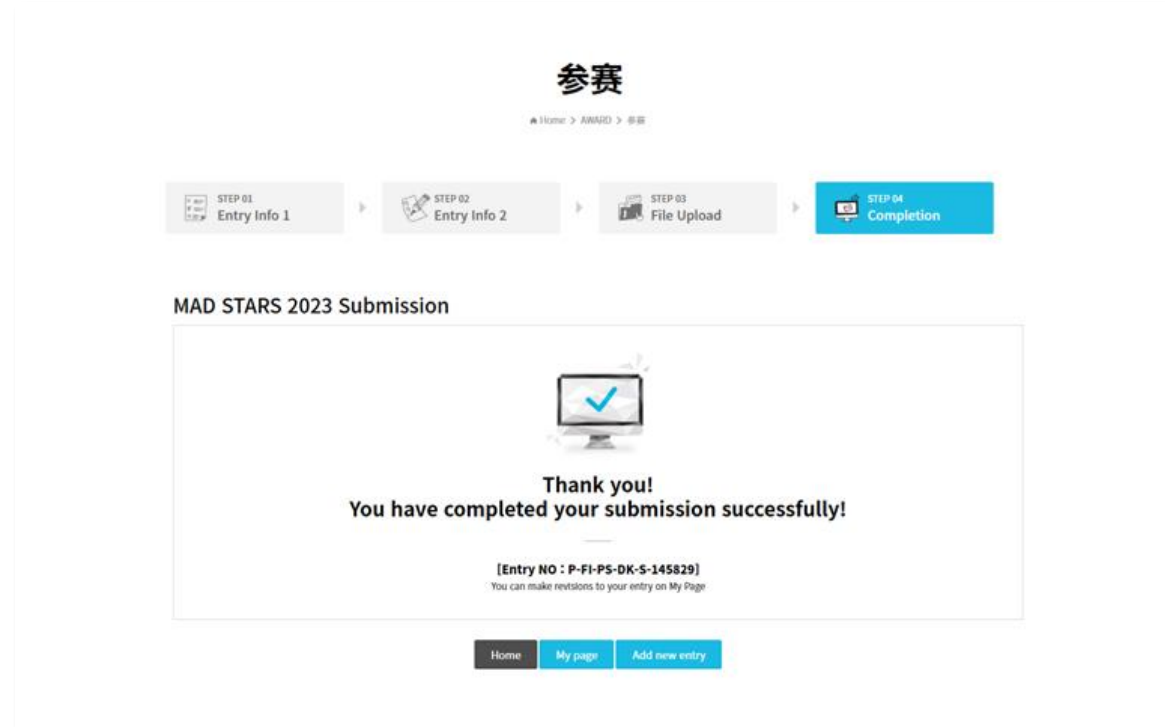 参赛
Home > AWARD > 参赛
STEP 01
Entry Info 1
STEP 02
Entry Info 2
STEP 03
File Upload
STEP 04
Completion
MAD STARS 2023 Submission
Thank you!
You have completed your submission successfully!
[Entry NO : P-FI-PS-DK-S-145829]
You can make revisions to your entry on My Page
Home
My page
Add new entry